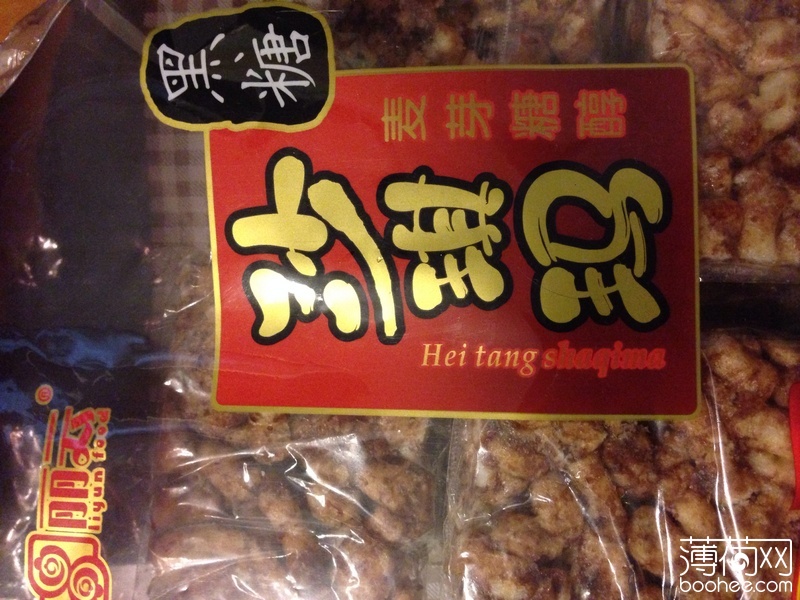 黑糖
麦芽糖醇
沙琪玛
Hei tang shaqima
丽云®
liyun food
薄荷网
boohee.com